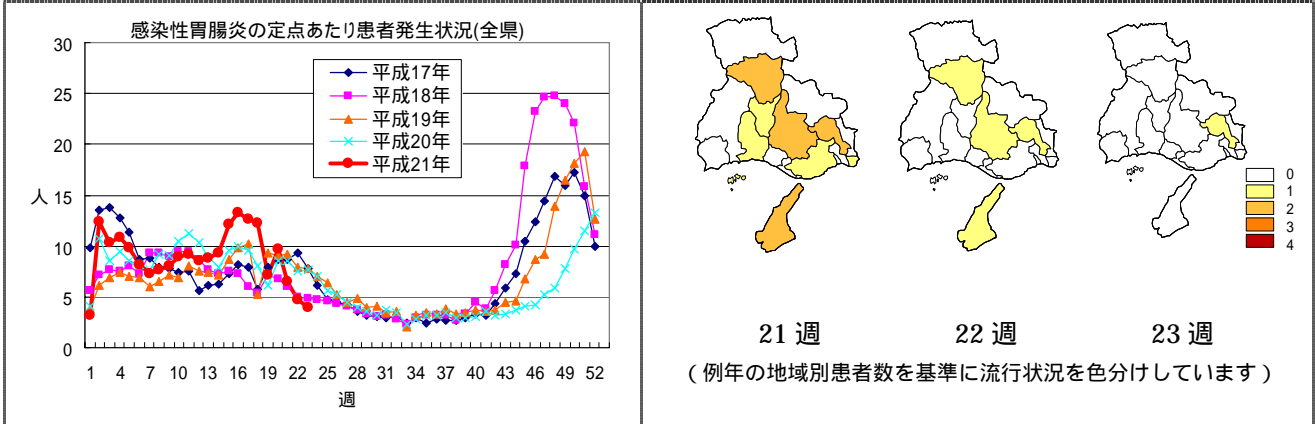 感染性胃腸炎の定点あたり患者発生状況(全県)
30
25
20
15
10
5
0
人
平成17年
平成18年
平成19年
平成20年
平成21年
1 4 7 10 13 16 19 22 25 28 31 34 37 40 43 46 49 52
週
0
1
2
3
4
21 週 22 週 23 週
(例年の地域別患者数を基準に流行状況を色分けしています)